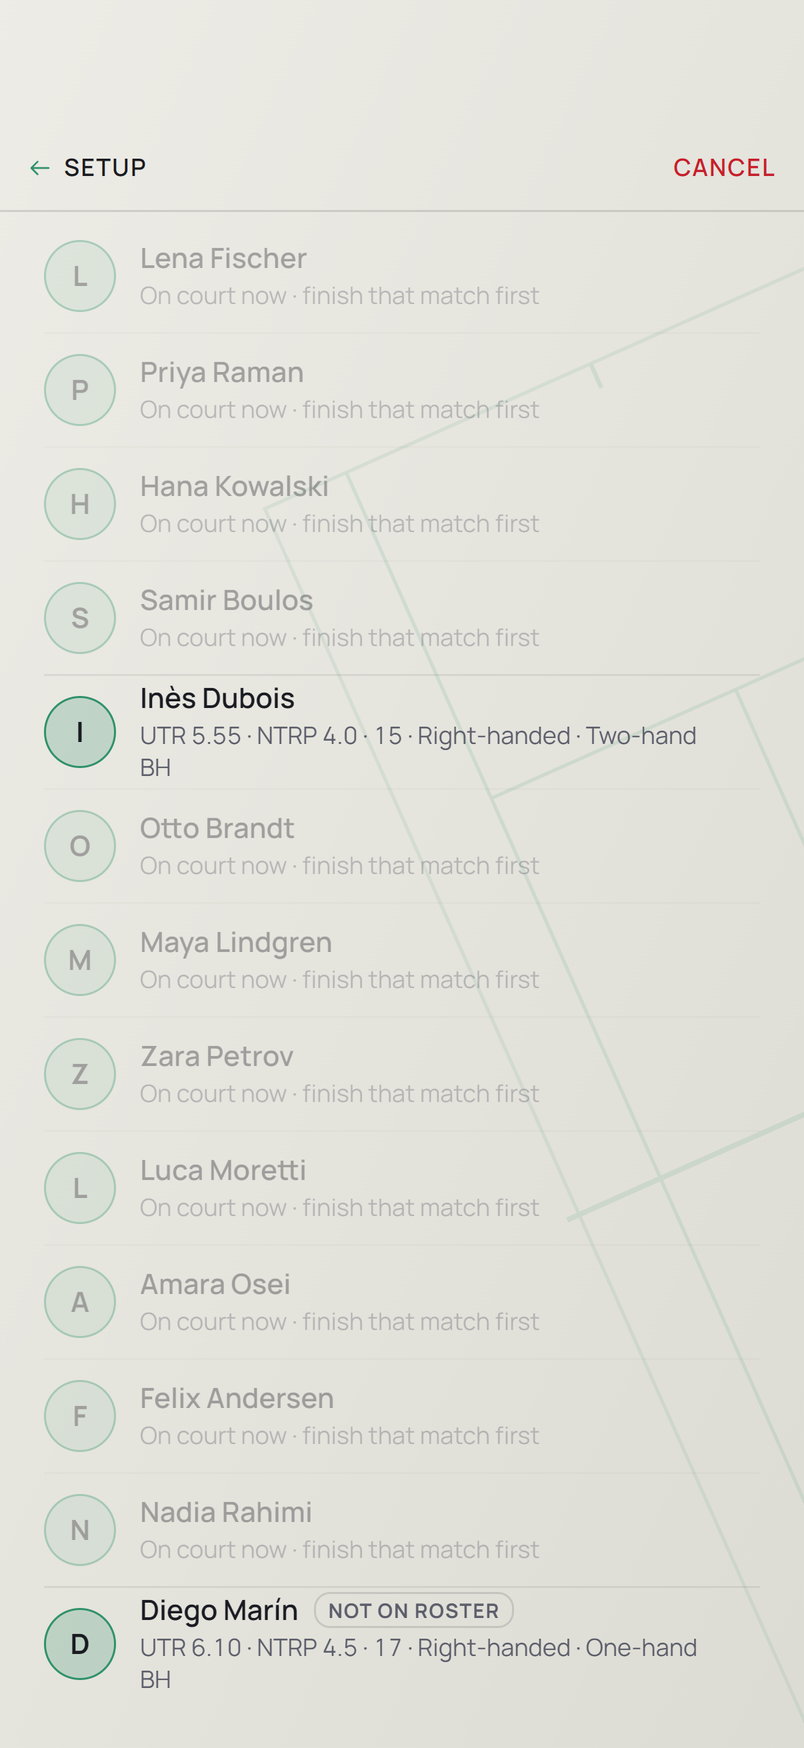 ← SETUP
CANCEL
L
Lena Fischer
On court now · finish that match first
P
Priya Raman
On court now · finish that match first
H
Hana Kowalski
On court now · finish that match first
S
Samir Boulos
On court now · finish that match first
I
Inès Dubois
UTR 5.55 · NTRP 4.0 · 15 · Right-handed · Two-hand
BH
O
Otto Brandt
On court now · finish that match first
M
Maya Lindgren
On court now · finish that match first
Z
Zara Petrov
On court now · finish that match first
L
Luca Moretti
On court now · finish that match first
A
Amara Osei
On court now · finish that match first
F
Felix Andersen
On court now · finish that match first
N
Nadia Rahimi
On court now · finish that match first
D
Diego Marín NOT ON ROSTER
UTR 6.10 · NTRP 4.5 · 17 · Right-handed · One-hand
BH